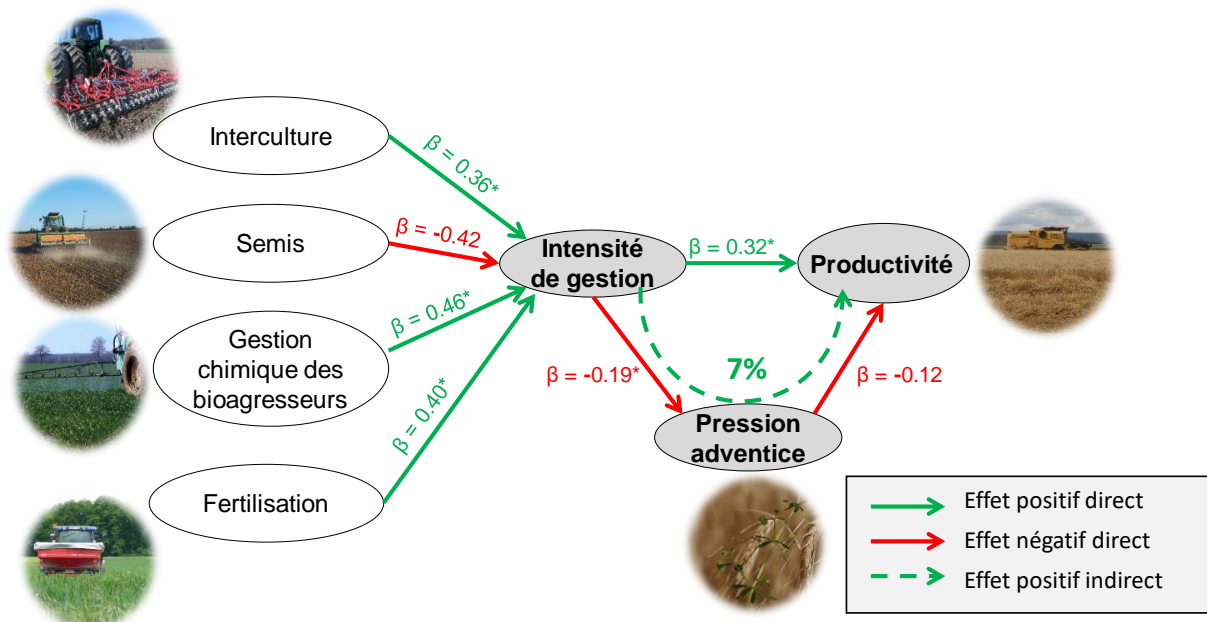 Interculture
β = 0.36*
Semis
β = -0.42
Gestion
chimique des
bioagresseurs
β = 0.46*
Fertilisation
β = 0.40*
Intensité
de gestion
β = 0.32*
Productivité
β = -0.19*
7%
β = -0.12
Pression
adventice
Effet positif direct
Effet négatif direct
Effet positif indirect